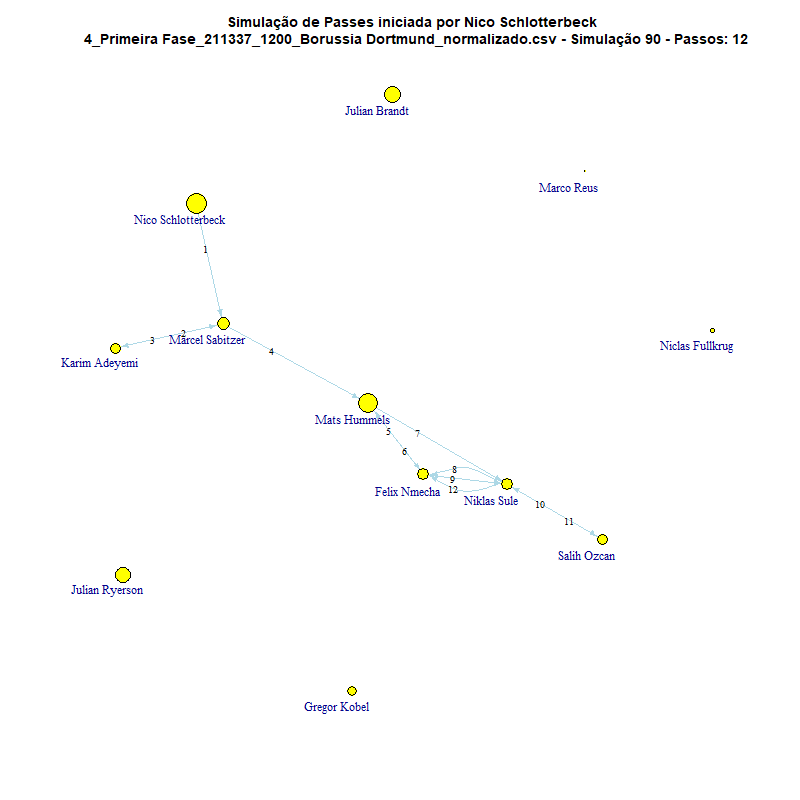 Simulação de Passes iniciada por Nico Schlotterbeck
4_Primeira Fase_211337_1200_Borussia Dortmund_normalizado.csv - Simulação 90 - Passos: 12
Julian Brandt
Marco Reus
Nico Schlotterbeck
1
2
3
Marcel Sabitzer
Niclas Fullkrug
4
Karim Adeyemi
Mats Hummels
5
7
6
8
9
12
Felix Nmecha
Niklas Sule
10
11
Salih Ozcan
Julian Ryerson
Gregor Kobel